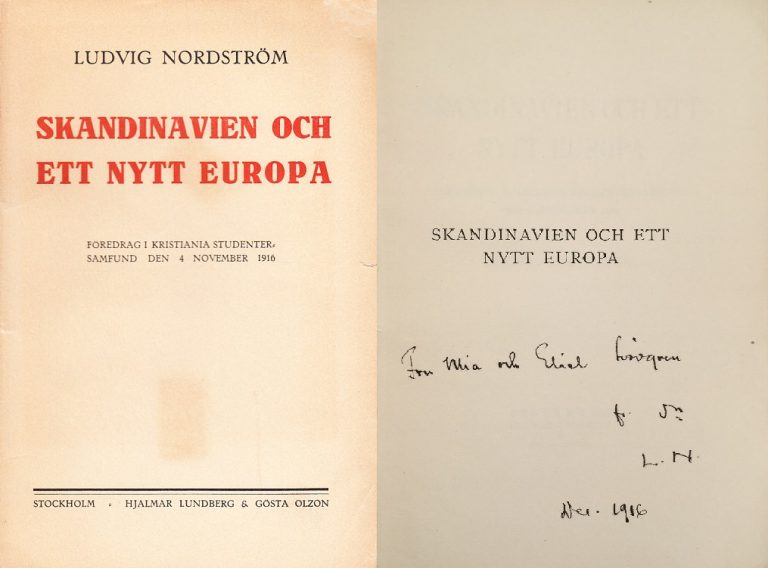 LUDVIG NORDSTRÖM
SKANDINAVIEN OCH
ETT NYTT EUROPA
FOREDRAG I KRISTIANIA STUDENTER-
SAMFUND DEN 4 NOVEMBER 1916
STOCKHOLM · HJALMAR LUNDBERG & GÖSTA OLZON
SKANDINAVIEN OCH ETT
NYTT EUROPA
Mia och Eliel Löfgren
L. N.
Dec. 1916